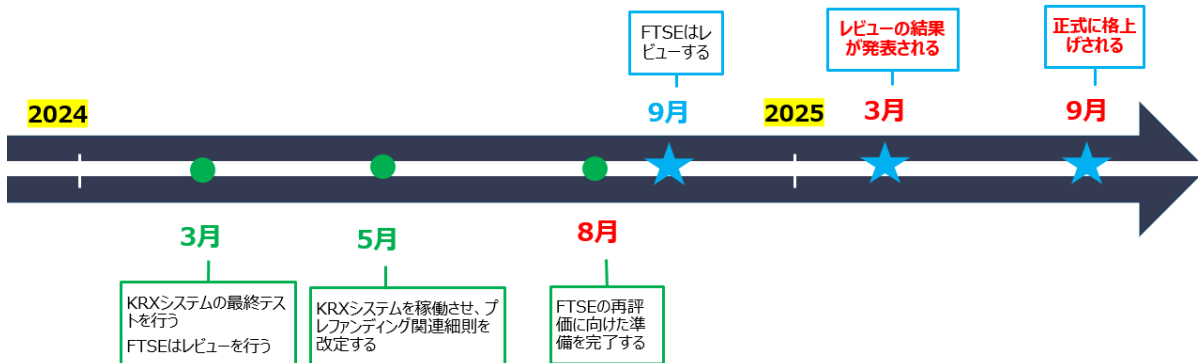 FTSEはレ
ビューする
レビューの結果
が発表される
正式に格上
げされる
2024
9月
2025
3月
9月
3月
5月
8月
KRXシステムの最終テス
トを行う
FTSEはレビューを行う
KRXシステムを稼働させ、プ
レファンディング関連細則を
改定する
FTSEの再評
価に向けた準
備を完了する